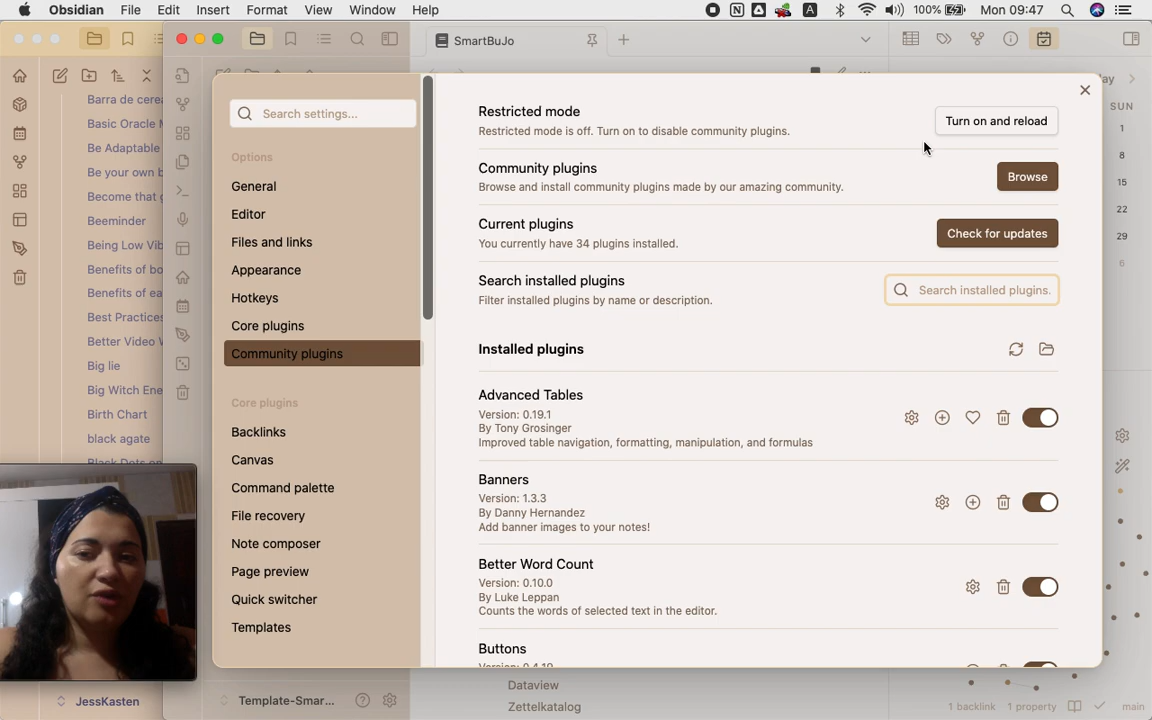 Obsidian File Edit Insert Format View Window Help
A 100% Mon 09:47
SmartBuJo
Barra de cerea
Basic Oracle M
Be Adaptable
Be your own b
Become that g
Beeminder
Being Low Vib
Benefits of bo
Benefits of ea
Best Practices
Better Video W
Big lie
Big Witch Ene
Birth Chart
black agate
JessKasten
Template-Smar...
Search settings...
Options
General
Editor
Files and links
Appearance
Hotkeys
Core plugins
Community plugins
Core plugins
Backlinks
Canvas
Command palette
File recovery
Note composer
Page preview
Quick switcher
Templates
Restricted mode
Restricted mode is off. Turn on to disable community plugins.
Turn on and reload
Community plugins
Browse and install community plugins made by our amazing community.
Browse
Current plugins
You currently have 34 plugins installed.
Check for updates
Search installed plugins
Filter installed plugins by name or description.
Search installed plugins.
Installed plugins
Advanced Tables
Version: 0.19.1
By Tony Grosinger
Improved table navigation, formatting, manipulation, and formulas
Banners
Version: 1.3.3
By Danny Hernandez
Add banner images to your notes!
Better Word Count
Version: 0.10.0
By Luke Leppan
Counts the words of selected text in the editor.
Buttons
Dataview
Zettelkatalog
ay
SUN
1
8
15
22
29
6
1 backlink 1 property main